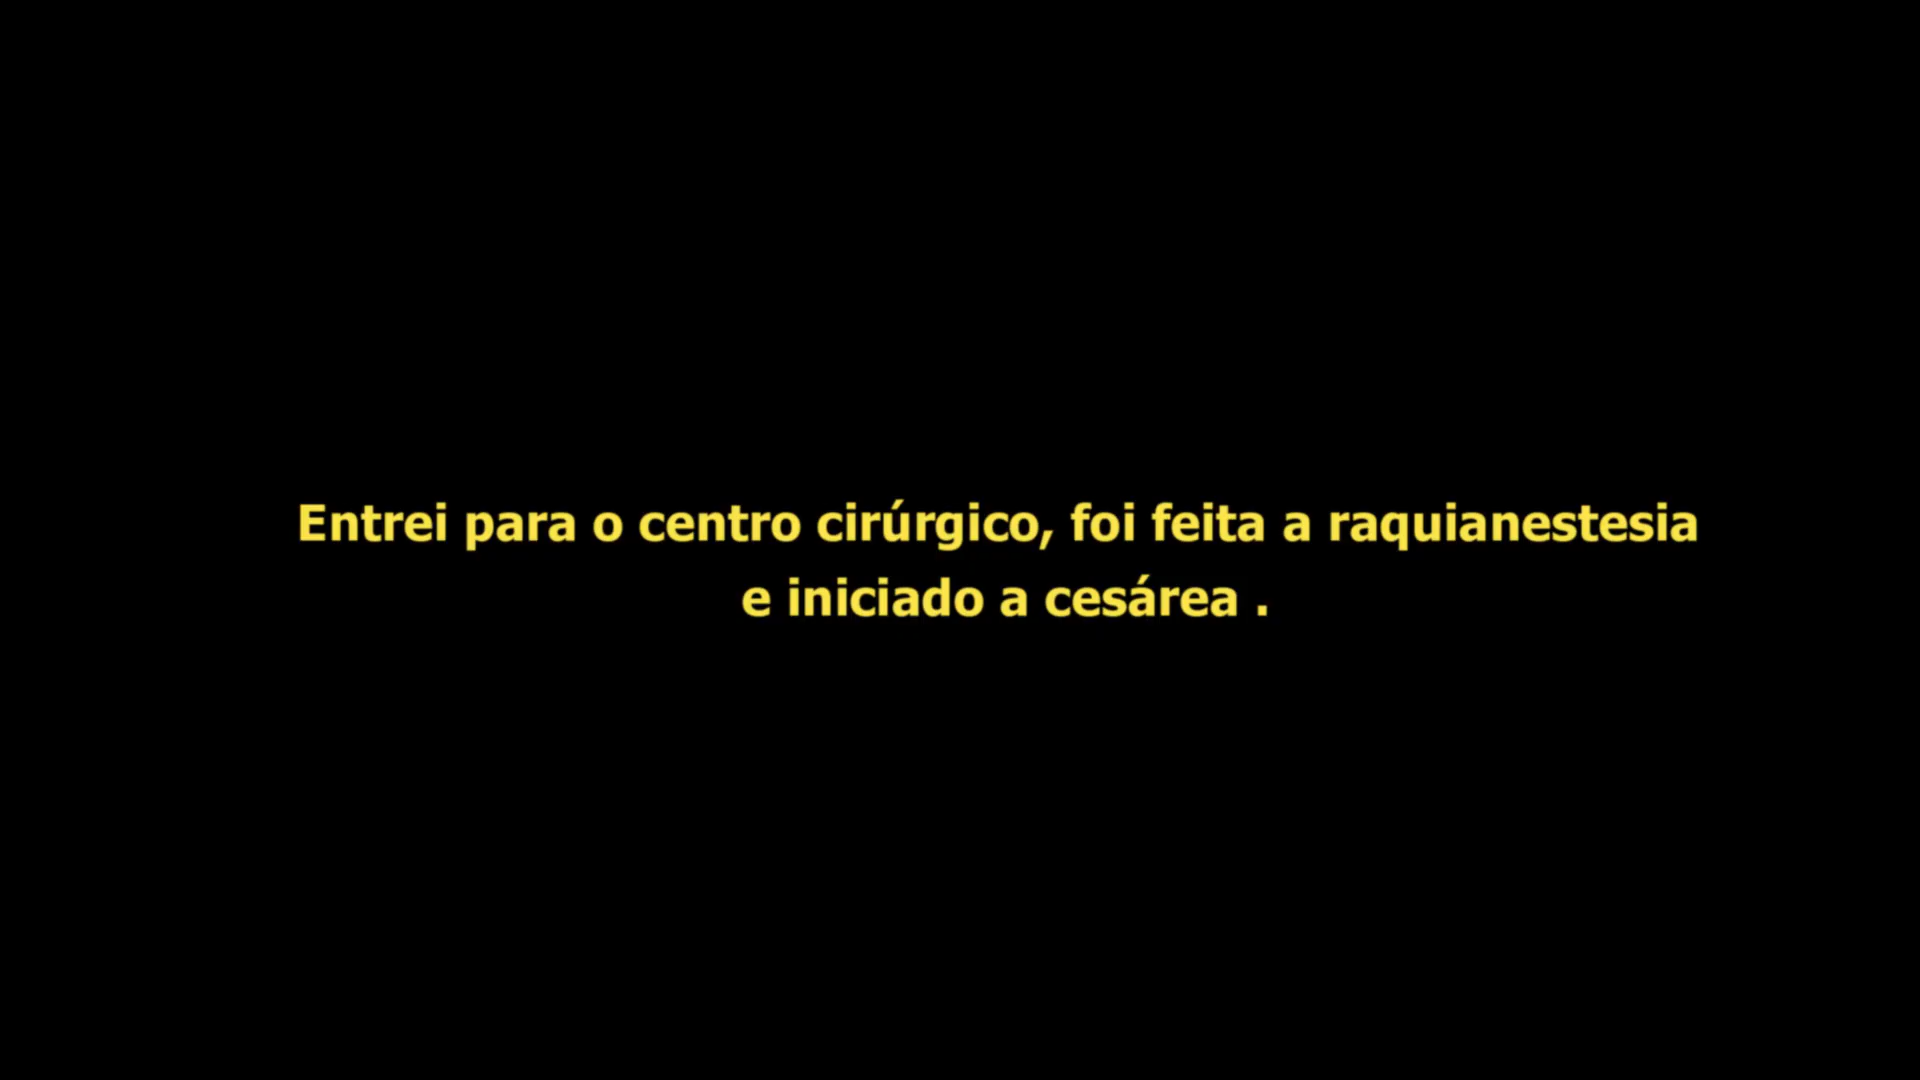 Entrei para o centro cirúrgico, foi feita a raquianestesia
e iniciado a cesárea .